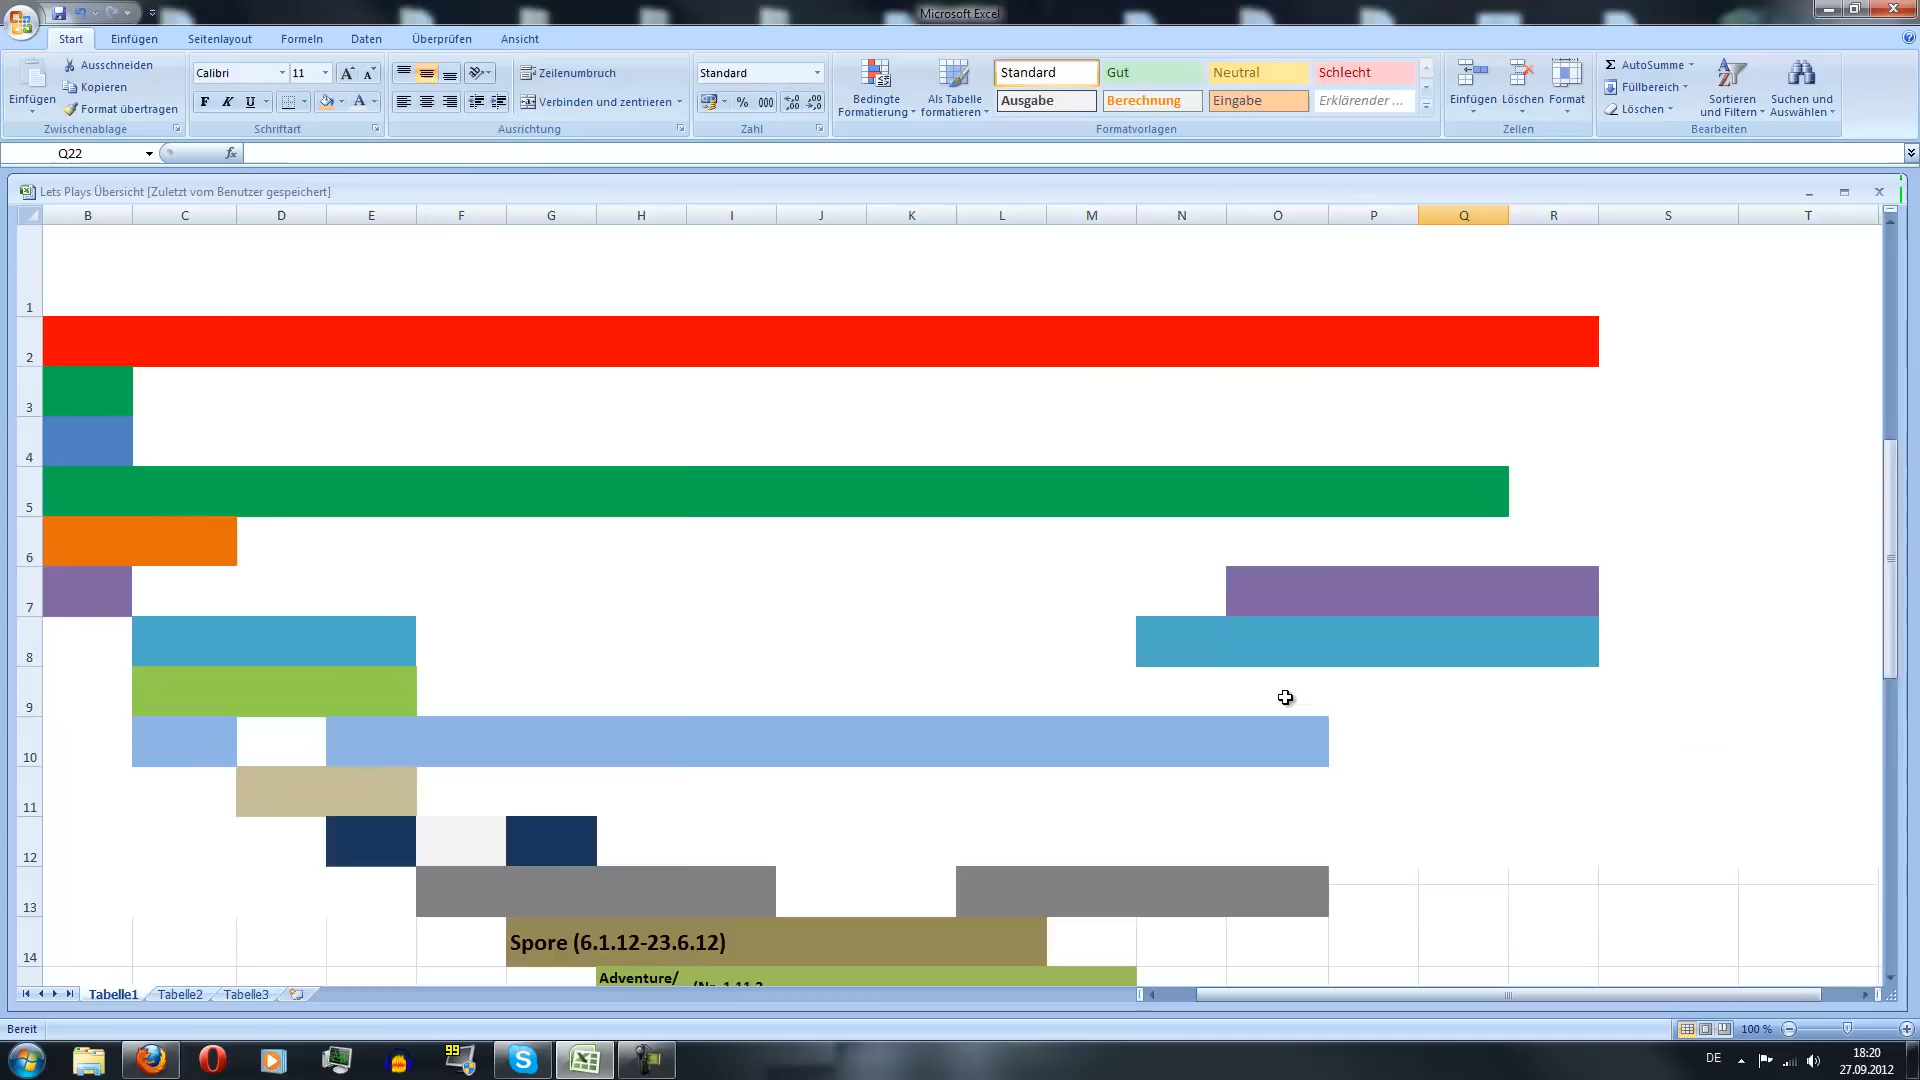 Microsoft Excel
Start Einfügen Seitenlayout Formeln Daten Überprüfen Ansicht
Einfügen
Ausschneiden
Kopieren
Format übertragen
Zwischenablage
Calibri 11
F K U
Schriftart
Zeilenumbruch
Verbinden und zentrieren
Ausrichtung
Standard
% 000
Zahl
Bedingte Formatierung
Als Tabelle formatieren
Standard Gut Neutral Schlecht
Ausgabe Berechnung Eingabe Erklärender ...
Formatvorlagen
Einfügen Löschen Format
Zellen
AutoSumme
Füllbereich
Löschen
Sortieren und Filtern
Suchen und Auswählen
Bearbeiten
Q22 fx
Lets Plays Übersicht [Zuletzt vom Benutzer gespeichert]
B C D E F G H I J K L M N O P Q R S T
1
2
3
4
5
6
7
8
9
10
11
12
13
14 Spore (6.1.12-23.6.12)
Adventure/
Tabelle1 Tabelle2 Tabelle3
Bereit 100 %
99
DE 18:20
27.09.2012